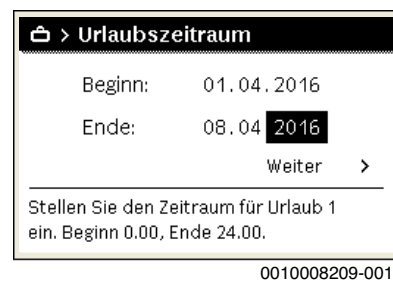 > Urlaubszeitraum
Beginn: 01.04.2016
Ende: 08.04 2016
Weiter >
Stellen Sie den Zeitraum für Urlaub 1
ein. Beginn 0.00, Ende 24.00.
0010008209-001